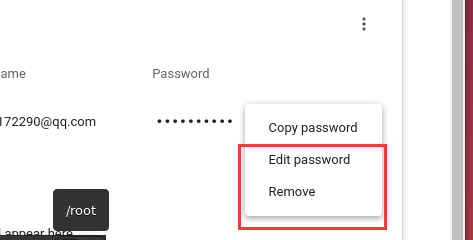 ame
Password
172290@qq.com
••••••••••
Copy password
Edit password
Remove
/root
appear here